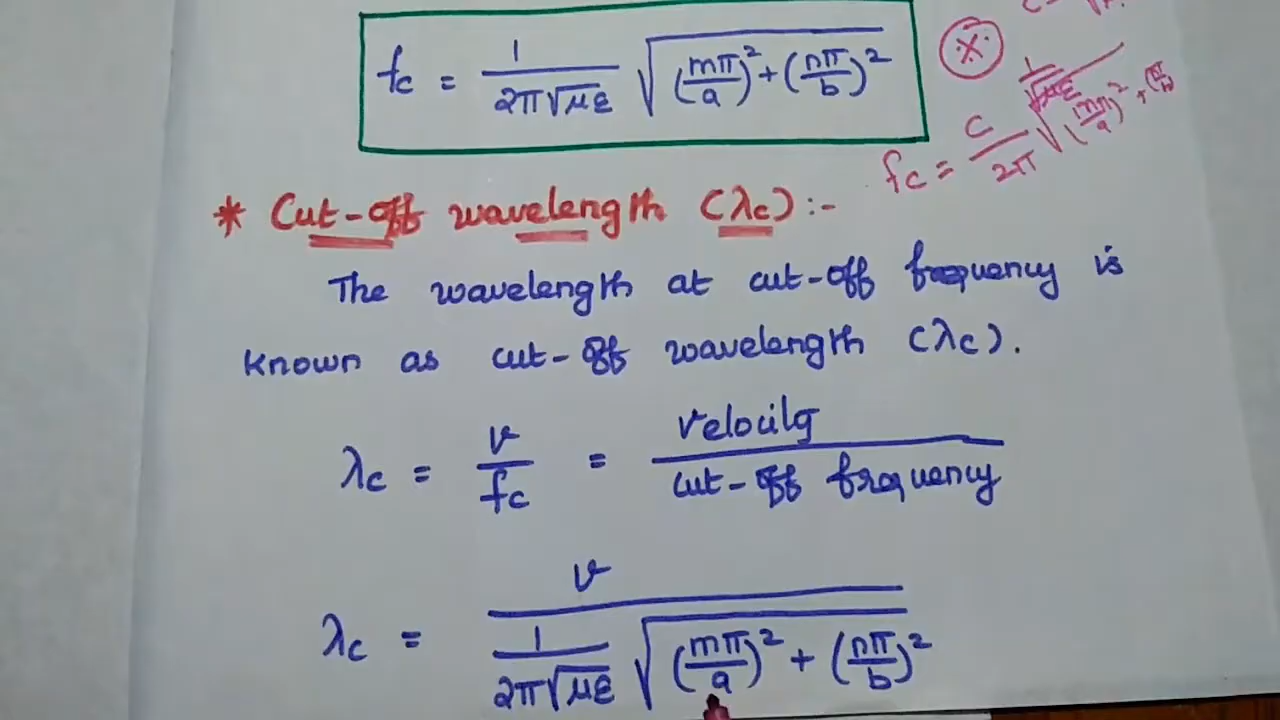 fc = 1/2π√με √(mπ/a)² + (nπ/b)²
fc = c/2π √(mπ/a)² + (
* Cut-off wavelength (λc) :-
The wavelength at cut-off frequency is
known as cut-off wavelength (λc).
λc = v/fc = velocity/cut-off frequency
λc = v / 1/2π√με √(mπ/a)² + (nπ/b)²